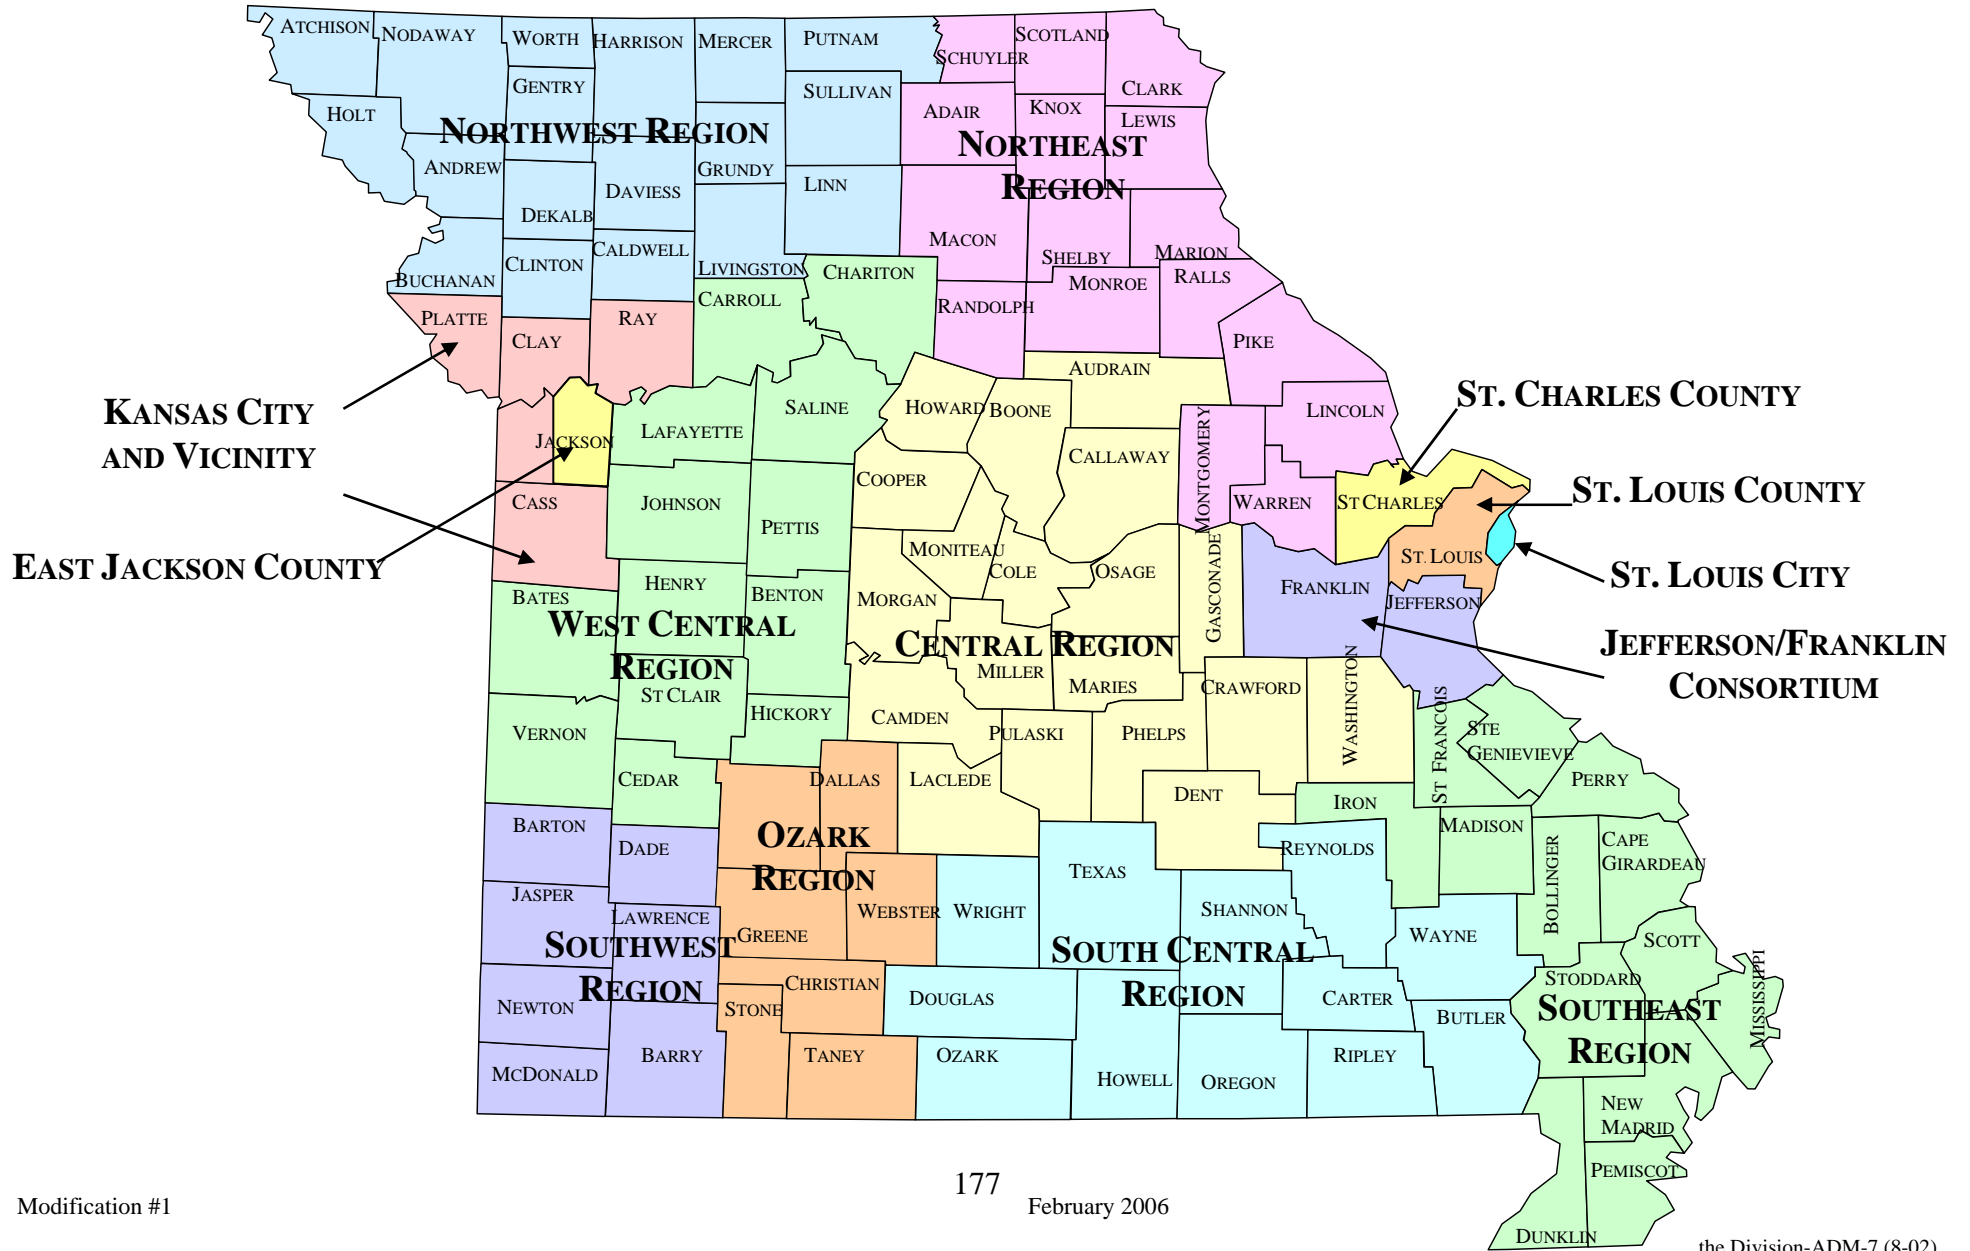 ATCHISON
NODAWAY
WORTH
HARRISON
MERCER
PUTNAM
SCHUYLER
SCOTLAND
CLARK
GENTRY
SULLIVAN
HOLT
ADAIR
KNOX
LEWIS
NORTHWEST REGION
NORTHEAST
REGION
ANDREW
GRUNDY
LINN
DAVIESS
DEKALB
MACON
SHELBY
MARION
CALDWELL
CLINTON
LIVINGSTON
CHARITON
BUCHANAN
MONROE
RALLS
CARROLL
RANDOLPH
PLATTE
RAY
CLAY
PIKE
AUDRAIN
KANSAS CITY
AND VICINITY
ST. CHARLES COUNTY
SALINE
HOWARD
BOONE
LINCOLN
JACKSON
LAFAYETTE
CALLAWAY
MONTGOMERY
COOPER
CASS
JOHNSON
WARREN
ST CHARLES
ST. LOUIS COUNTY
PETTIS
MONITEAU
ST. LOUIS
EAST JACKSON COUNTY
COLE
OSAGE
GASCONADE
ST. LOUIS CITY
HENRY
BENTON
FRANKLIN
BATES
MORGAN
JEFFERSON
WEST CENTRAL
REGION
CENTRAL REGION
JEFFERSON/FRANKLIN
CONSORTIUM
MILLER
MARIES
CRAWFORD
WASHINGTON
ST CLAIR
HICKORY
CAMDEN
VERNON
PULASKI
PHELPS
ST FRANCOIS
STE
GENIEVIEVE
CEDAR
DALLAS
LACLEDE
PERRY
DENT
IRON
BARTON
MADISON
OZARK
REGION
DADE
REYNOLDS
CAPE
GIRARDEAU
TEXAS
BOLLINGER
JASPER
LAWRENCE
WEBSTER
WRIGHT
SHANNON
GREENE
WAYNE
SCOTT
SOUTHWEST
REGION
SOUTH CENTRAL
REGION
STODDARD
MISSISSIPPI
CHRISTIAN
DOUGLAS
CARTER
NEWTON
STONE
BUTLER
SOUTHEAST
REGION
BARRY
TANEY
OZARK
RIPLEY
MCDONALD
HOWELL
OREGON
NEW
MADRID
PEMISCOT
DUNKLIN
177
Modification #1
February 2006
the Division-ADM-7 (8-02)